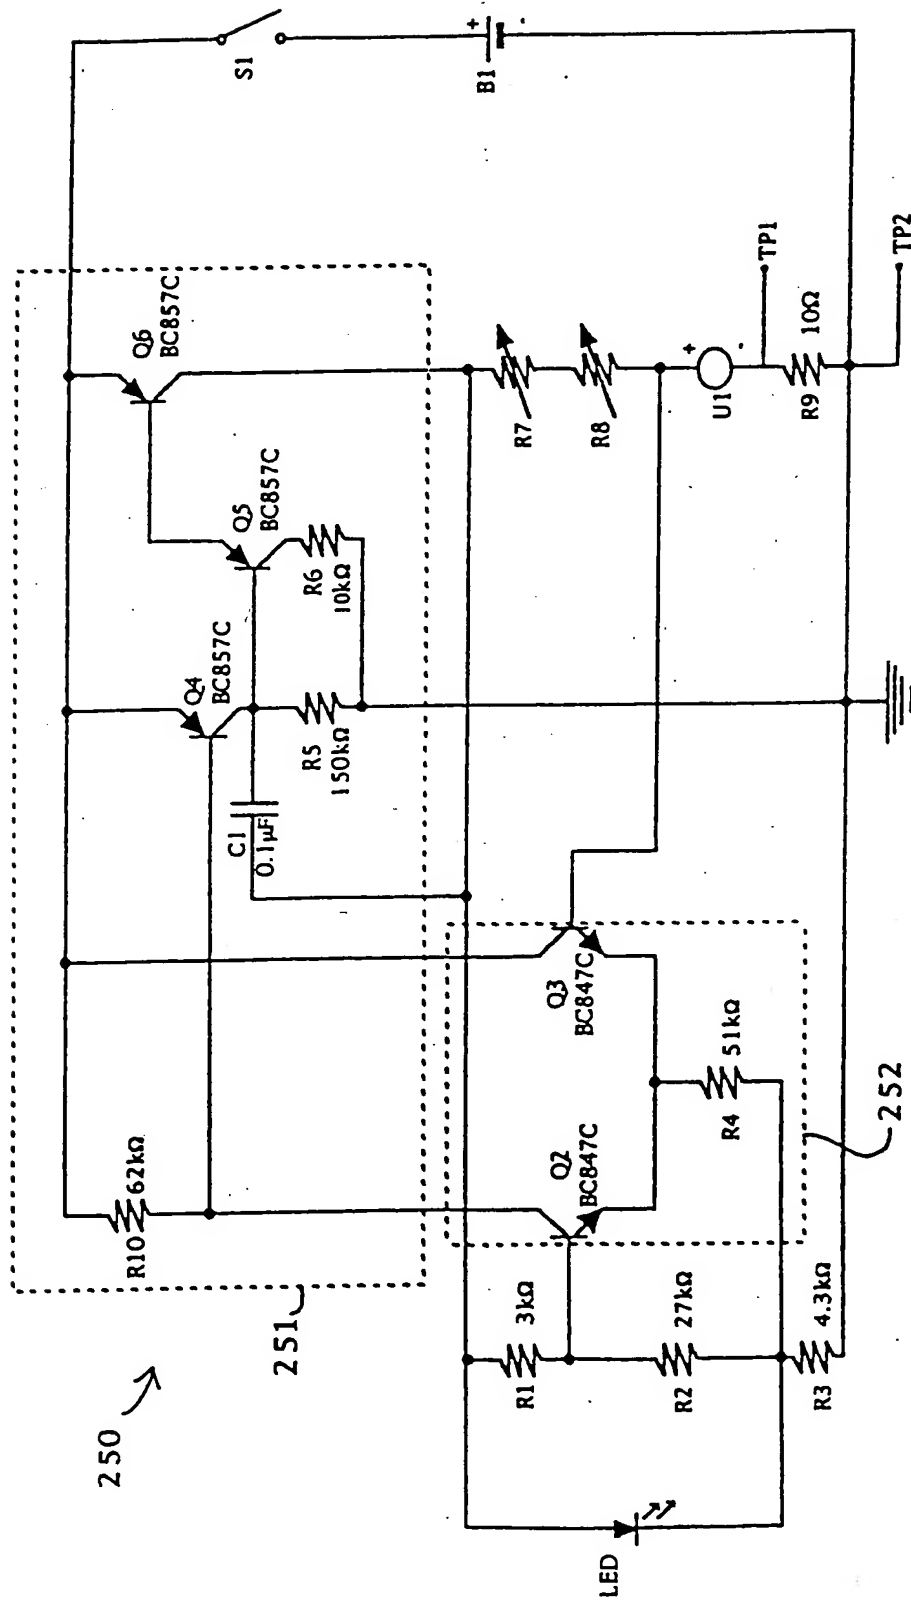 250
251
R10
62kΩ
Q4
BC857C
Q5
BC857C
Q6
BC857C
C1
0.1µF
R5
150kΩ
R6
10kΩ
S1
B1
+
LED
R1
3kΩ
R2
27kΩ
R3
4.3kΩ
Q2
BC847C
Q3
BC847C
R4
51kΩ
252
R7
R8
+
U1
R9
10Ω
TP1
TP2